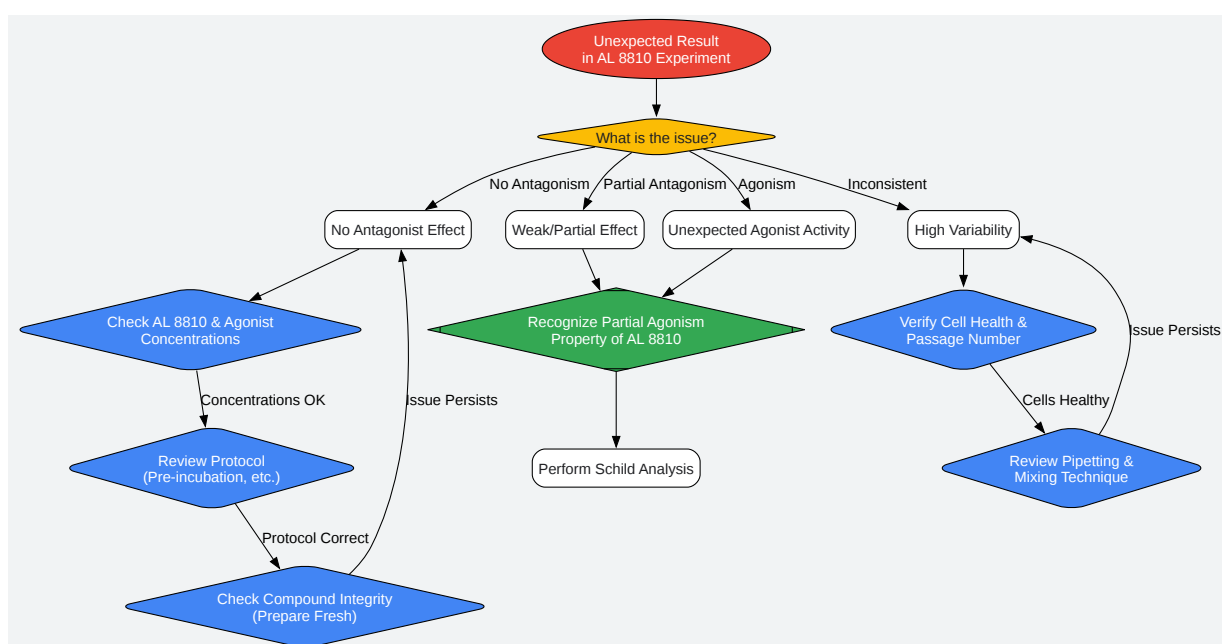 Unexpected Result
in AL 8810 Experiment
What is the issue?
No Antagonism
Partial Antagonism
Agonism
Inconsistent
No Antagonist Effect
Weak/Partial Effect
Unexpected Agonist Activity
High Variability
Check AL 8810 & Agonist
Concentrations
Recognize Partial Agonism
Property of AL 8810
Verify Cell Health &
Passage Number
Issue Persists
Concentrations OK
Issue Persists
Cells Healthy
Review Protocol
(Pre-incubation, etc.)
Perform Schild Analysis
Review Pipetting &
Mixing Technique
Protocol Correct
Check Compound Integrity
(Prepare Fresh)